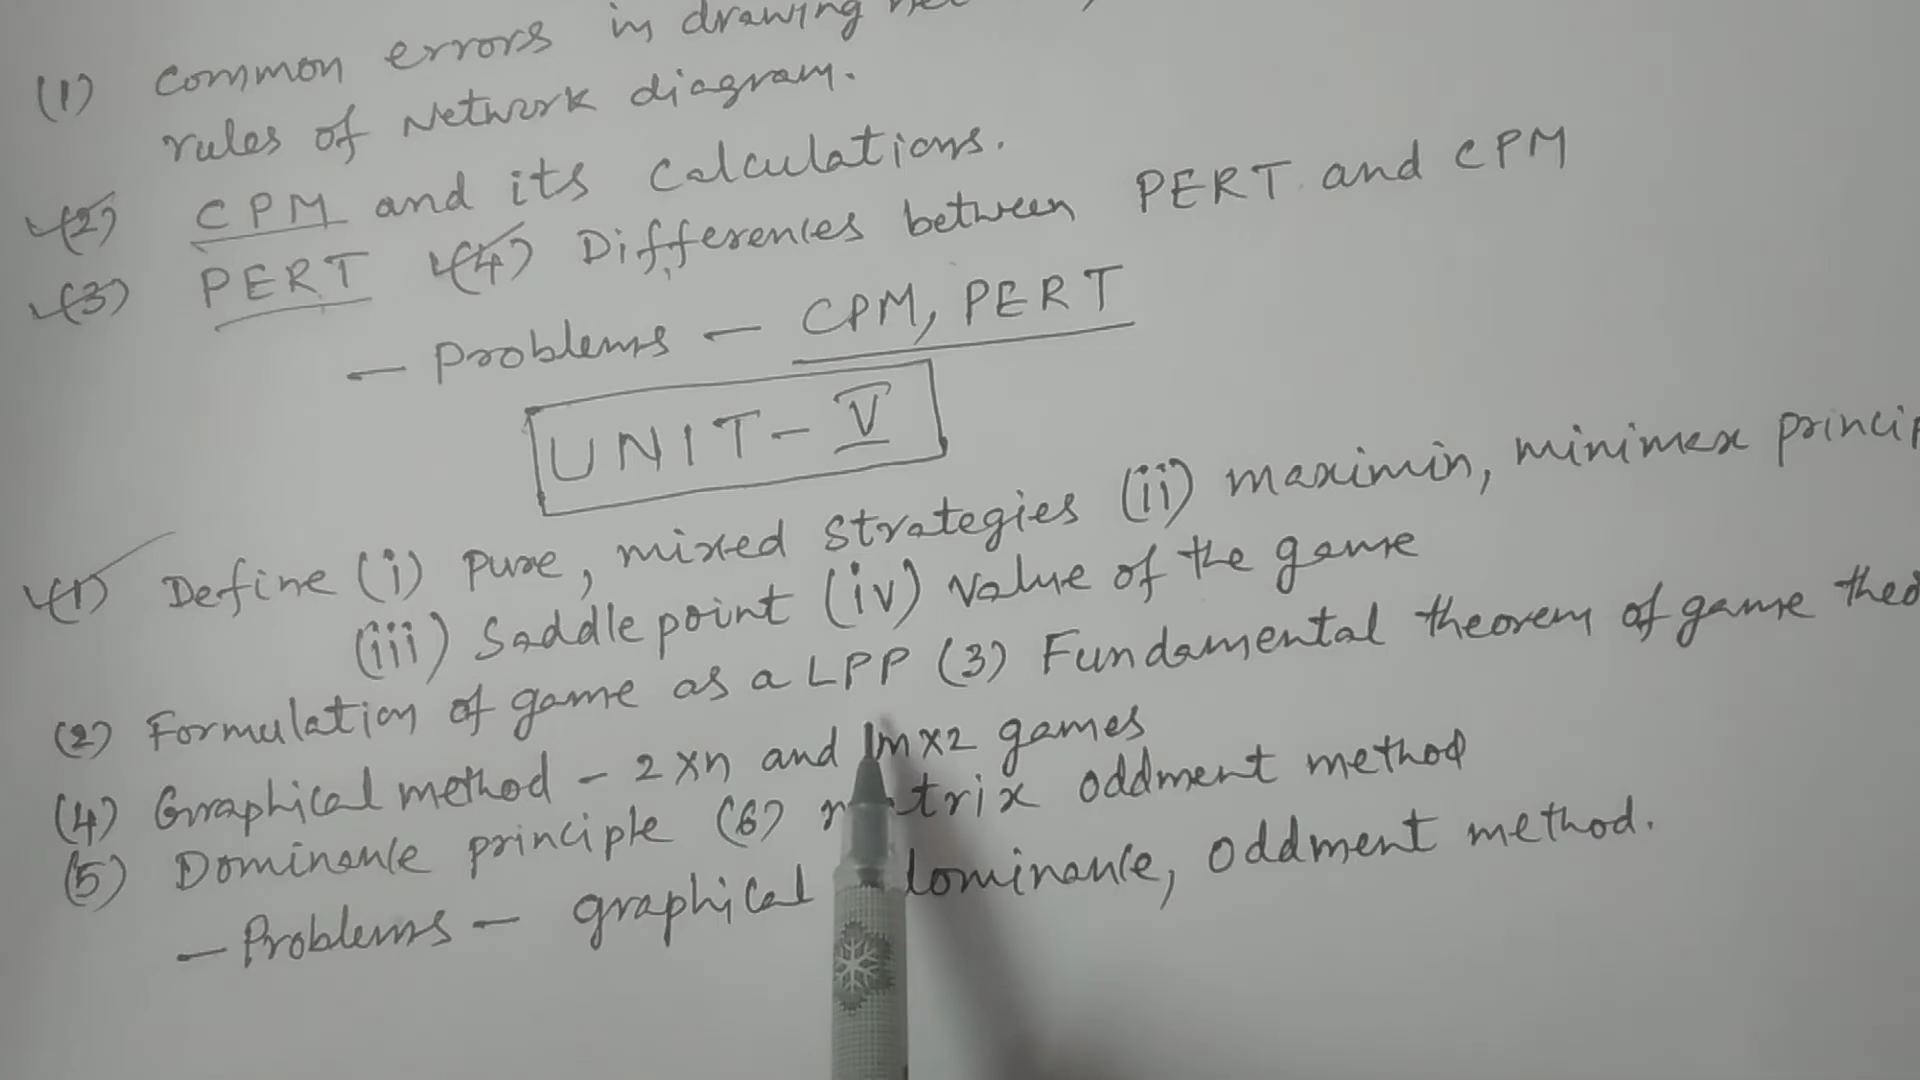 (1) Common errors in drawing
rules of Network diagram.
(2) CPM and its calculations.
(3) PERT (4) Differences between PERT and CPM
- Problems - CPM, PERT
UNIT - V
(1) Define (i) Pure, mixed strategies (ii) maximin, minimax
(iii) Saddle point (iv) Value of the game
(2) Formulation of game as a LPP (3) Fundamental theorem of game
(4) Graphical method - 2xn and mx2 games
(5) Dominance principle (6) oddment method
- Problems - graphical oddment method.